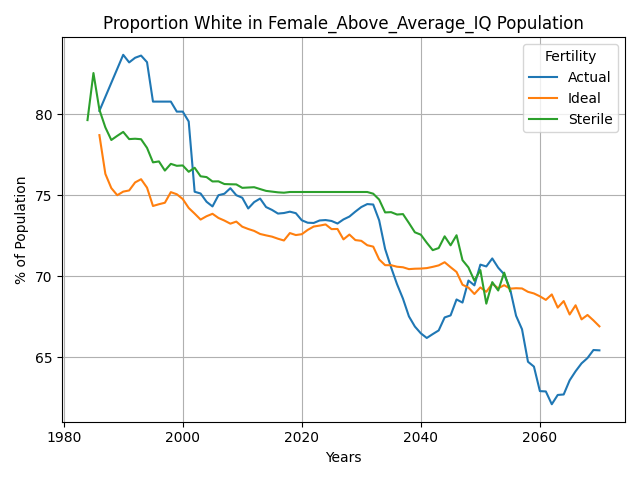 Proportion White in Female_Above_Average_IQ Population
Fertility
Actual
Ideal
Sterile
% of Population
80
75
70
65
1980
2000
2020
2040
2060
Years